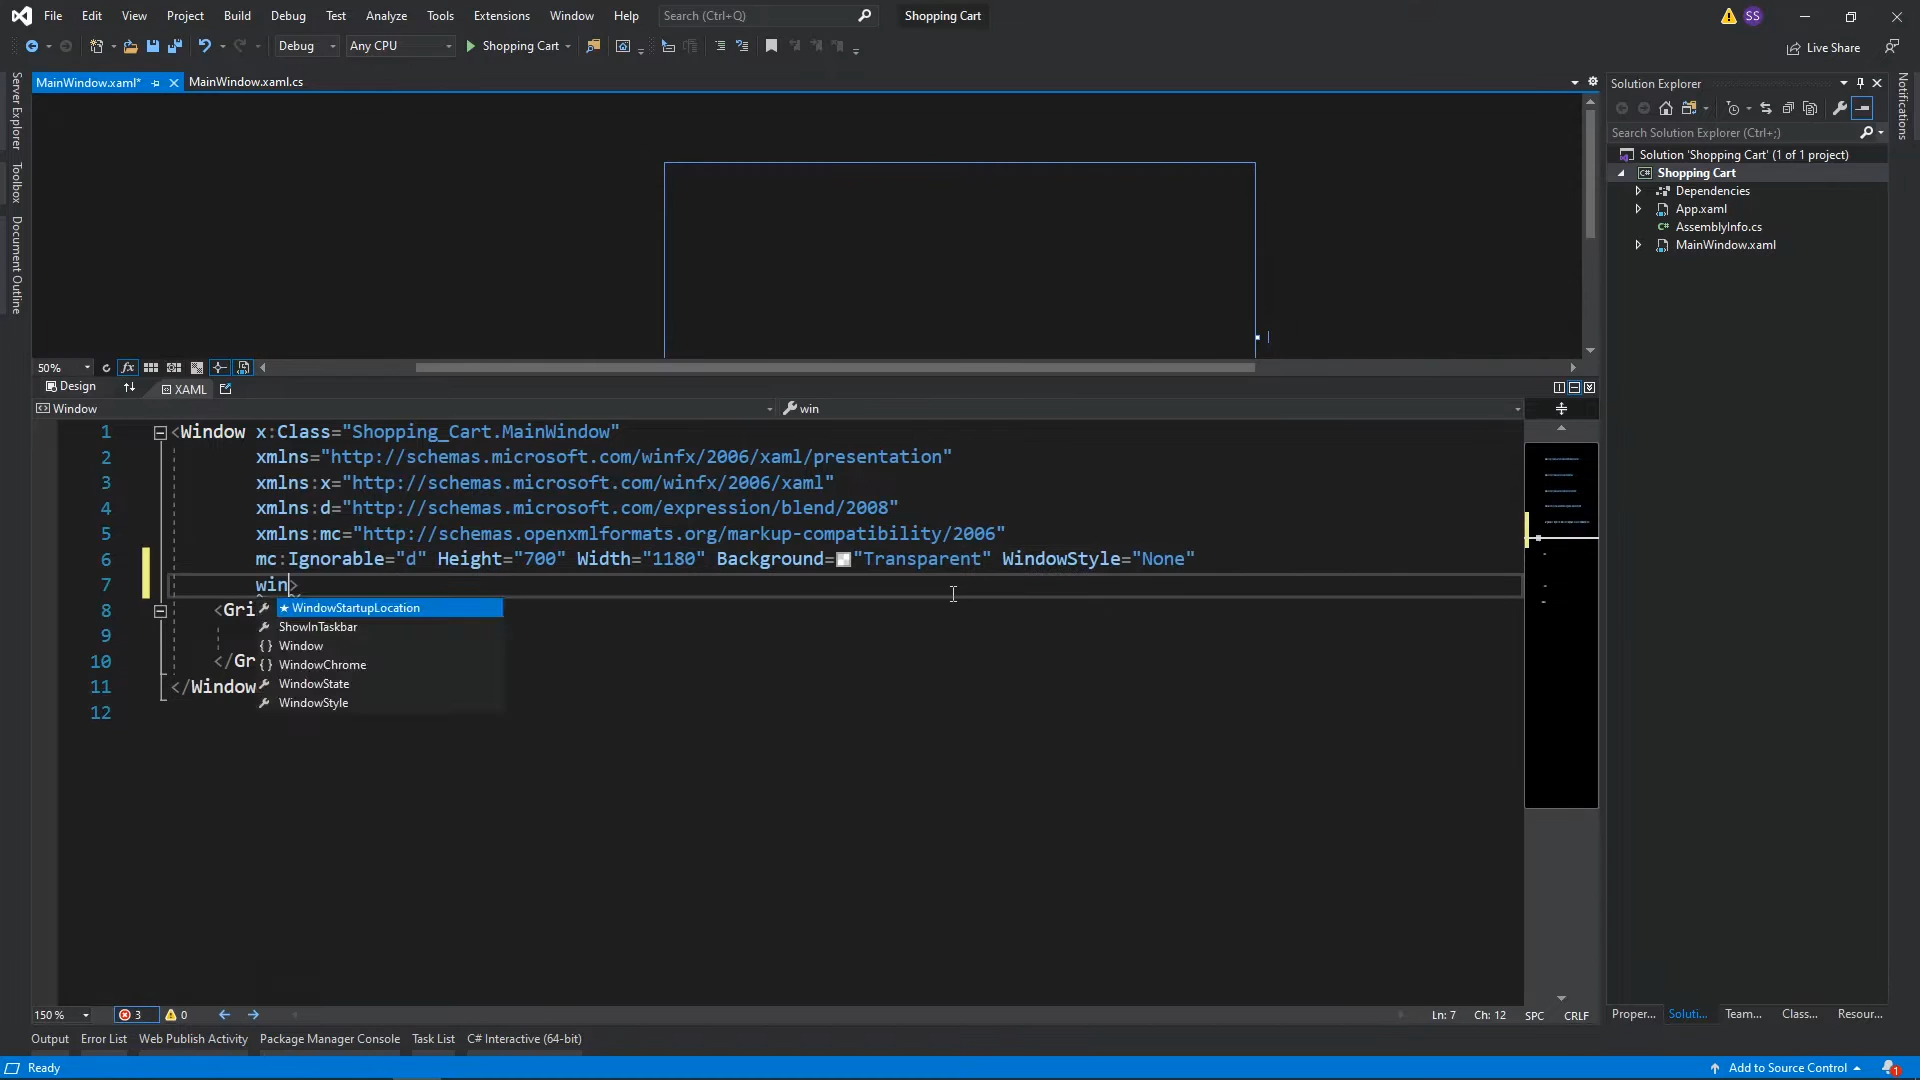 File Edit View Project Build Debug Test Analyze Tools Extensions Window Help Search (Ctrl+Q) Shopping Cart SS
Debug Any CPU Shopping Cart Live Share
MainWindow.xaml* MainWindow.xaml.cs
Server Explorer
Toolbox
Document Outline
50%
Design XAML
Window win
1 <Window x:Class="Shopping_Cart.MainWindow"
2 xmlns="http://schemas.microsoft.com/winfx/2006/xaml/presentation"
3 xmlns:x="http://schemas.microsoft.com/winfx/2006/xaml"
4 xmlns:d="http://schemas.microsoft.com/expression/blend/2008"
5 xmlns:mc="http://schemas.openxmlformats.org/markup-compatibility/2006"
6 mc:Ignorable="d" Height="700" Width="1180" Background="Transparent" WindowStyle="None"
7 win>
8 <Gri
9
10 </Gr
11 </Window
12
★ WindowStartupLocation
ShowInTaskbar
{ } Window
{ } WindowChrome
WindowState
WindowStyle
150 % 3 0 Ln: 7 Ch: 12 SPC CRLF
Solution Explorer
Search Solution Explorer (Ctrl+;)
Solution 'Shopping Cart' (1 of 1 project)
C# Shopping Cart
Dependencies
App.xaml
C# AssemblyInfo.cs
MainWindow.xaml
Notifications
Proper... Soluti... Team... Class... Resour...
Output Error List Web Publish Activity Package Manager Console Task List C# Interactive (64-bit)
Ready Add to Source Control 1